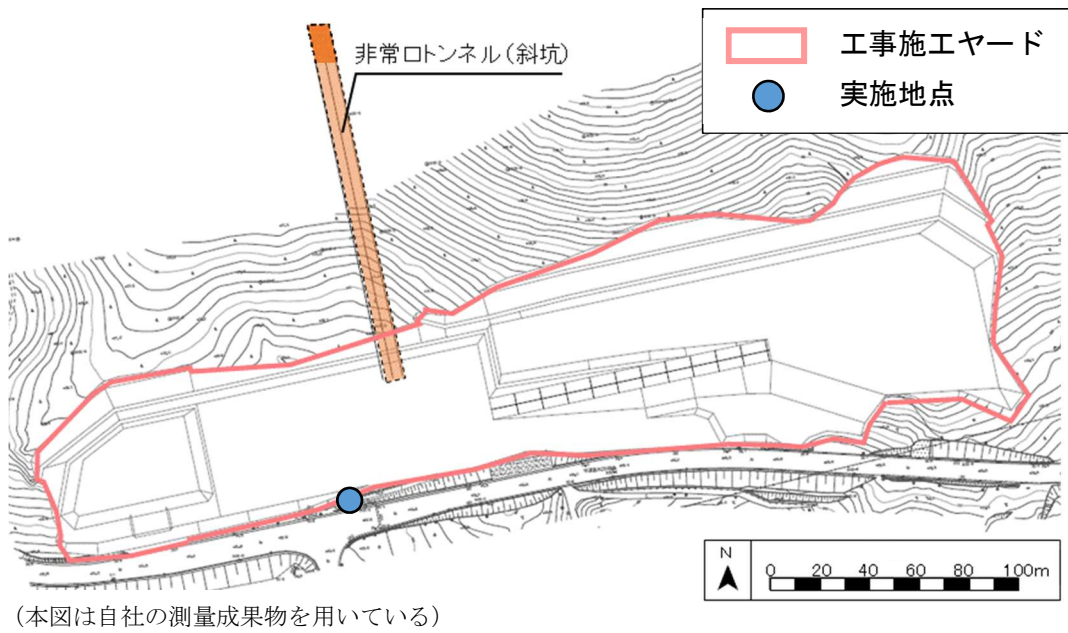 非常口トンネル(斜坑)
工事施工ヤード
実施地点
N
0 20 40 60 80 100m
(本図は自社の測量成果物を用いている)